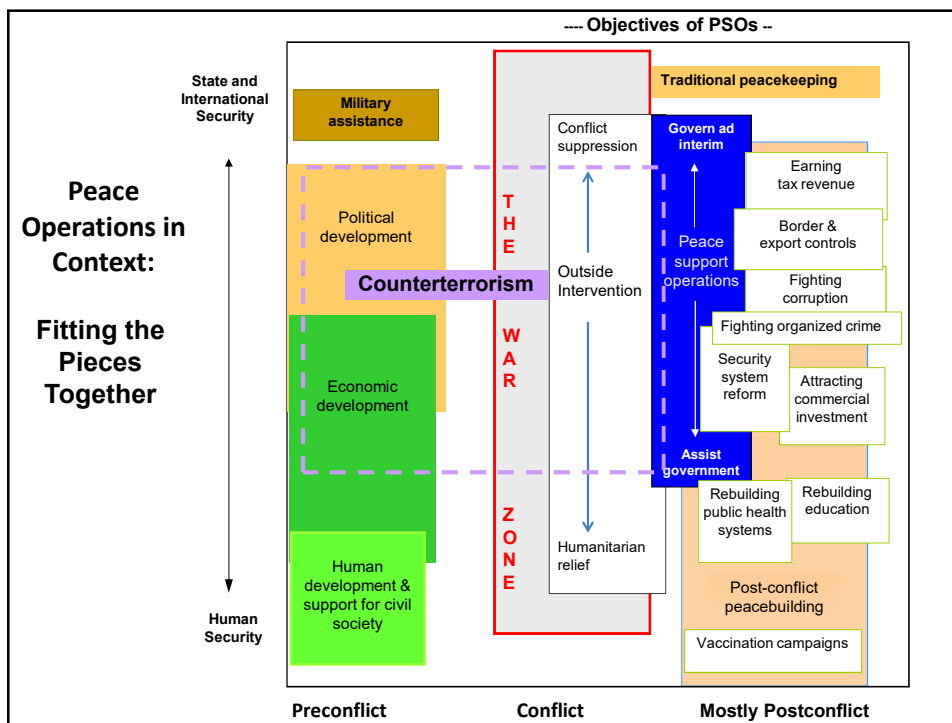 ---- Objectives of PSOs --
State and
International
Security
Peace
Operations in
Context:
Fitting the
Pieces
Together
Human
Security
Military
assistance
Political
development
Counterterrorism
Economic
development
Human
development &
support for civil
society
THE
WAR
ZONE
Conflict
suppression
Outside
Intervention
Humanitarian
relief
Traditional peacekeeping
Govern ad
interim
Peace
support
operations
Assist
government
Earning
tax revenue
Border &
export controls
Fighting
corruption
Fighting organized crime
Security
system
reform
Attracting
commercial
investment
Rebuilding
public health
systems
Rebuilding
education
Post-conflict
peacebuilding
Vaccination campaigns
Preconflict
Conflict
Mostly Postconflict